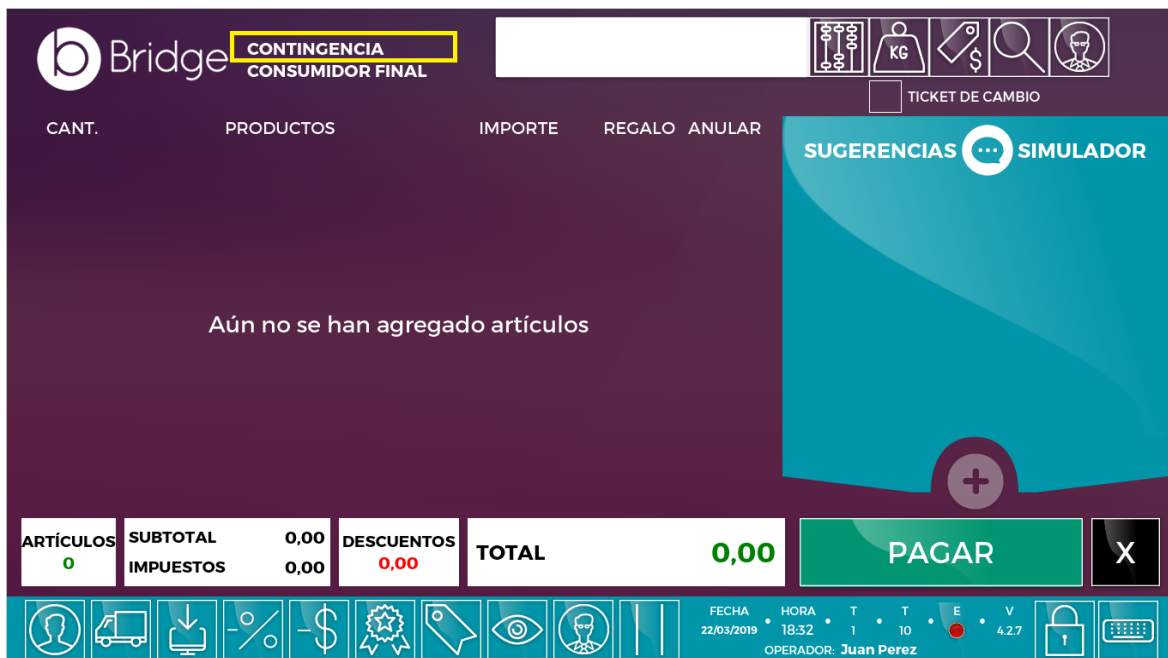 b Bridge
CONTINGENCIA
CONSUMIDOR FINAL
KG
$
TICKET DE CAMBIO
CANT. PRODUCTOS IMPORTE REGALO ANULAR
SUGERENCIAS SIMULADOR
Aún no se han agregado artículos
+
ARTÍCULOS
0
SUBTOTAL 0,00
IMPUESTOS 0,00
DESCUENTOS
0,00
TOTAL 0,00
PAGAR
X
-% -$
FECHA HORA T T E V
22/03/2019 18:32 1 10 4.2.7
OPERADOR: Juan Perez